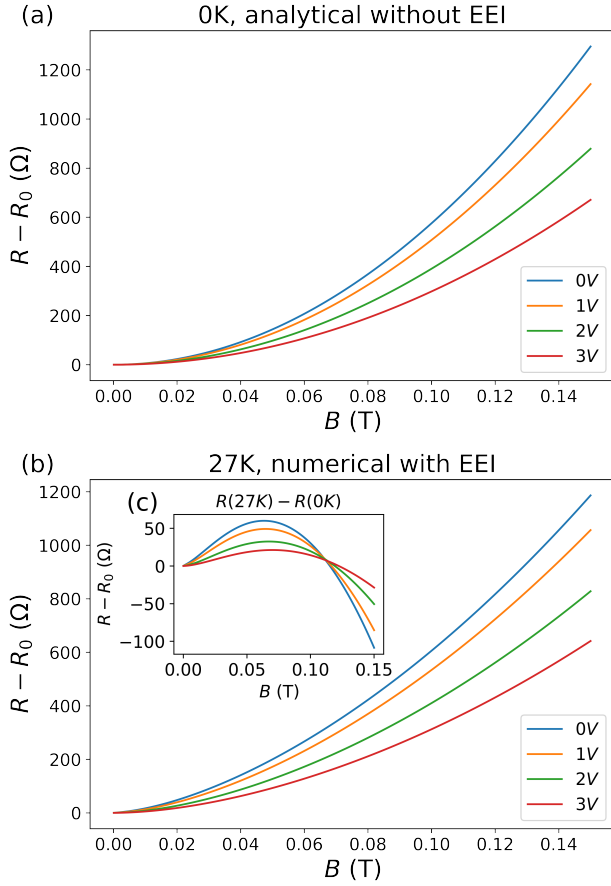 (a)
0K, analytical without EEI
1200
1000
800
600
400
200
0
R − R₀ (Ω)
0.00 0.02 0.04 0.06 0.08 0.10 0.12 0.14
B (T)
0V
1V
2V
3V
(b)
27K, numerical with EEI
1200
1000
800
600
400
200
0
R − R₀ (Ω)
(c)
R(27K) − R(0K)
50
0
−50
−100
R − R₀ (Ω)
0.00 0.05 0.10 0.15
B (T)
0V
1V
2V
3V
0.00 0.02 0.04 0.06 0.08 0.10 0.12 0.14
B (T)